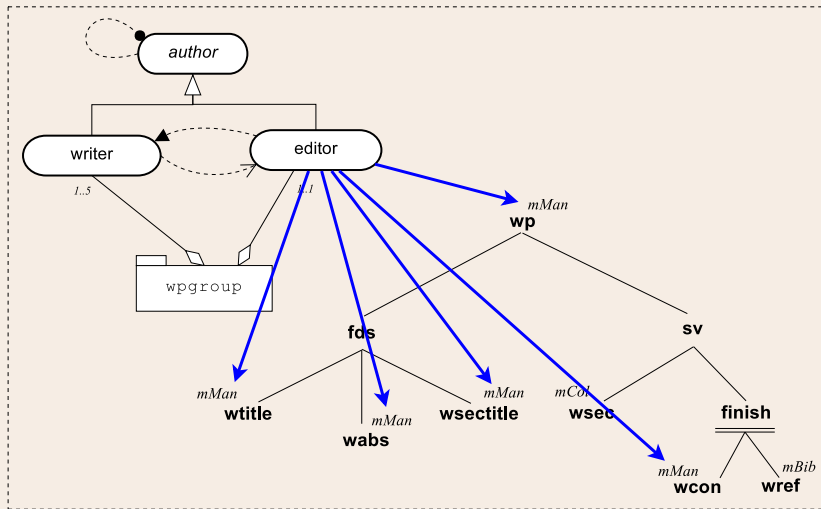 author
writer
editor
1..5
1..1
wpgroup
mMan
wp
fds
sv
mMan
wtitle
mMan
wabs
mMan
wsectitle
mCol
wsec
finish
mMan
wcon
mBib
wref